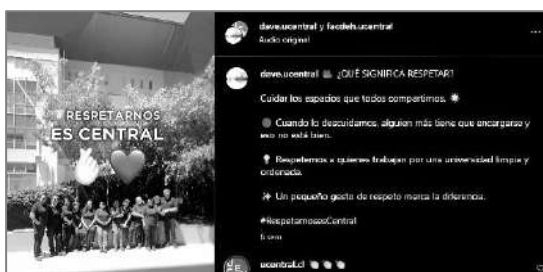 dave.ucentral y facdeh.ucentral
Audio original
RESPETARNOS
ES CENTRAL
dave.ucentral ¿QUÉ SIGNIFICA RESPETAR?
Cuidar los espacios que todos compartimos.
Cuando lo descuidamos, alguien más tiene que encargarse y
eso no está bien.
Respetemos a quienes trabajan por una universidad limpia y
ordenada.
Un pequeño gesto de respeto marca la diferencia.
#RespetarnosesCentral
5 sem
ucentral.cl